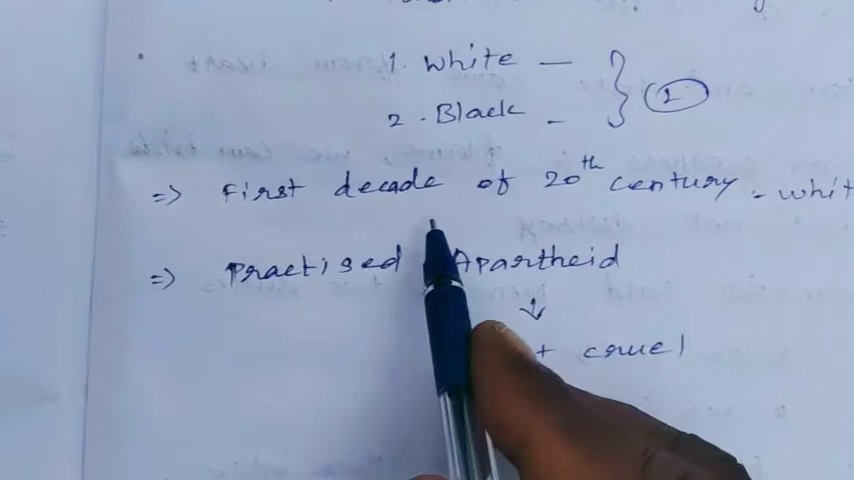 1. White —
2. Black - } 1
=> First decade of 20th century - whit
=> Practised Apartheid
↓
+ cruel